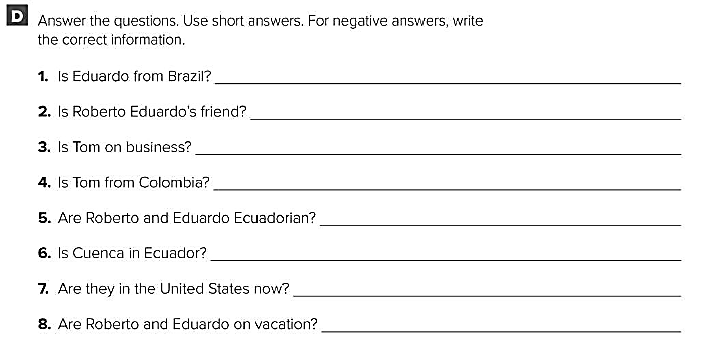 D Answer the questions. Use short answers. For negative answers, write
the correct information.
1. Is Eduardo from Brazil?
2. Is Roberto Eduardo's friend?
3. Is Tom on business?
4. Is Tom from Colombia?
5. Are Roberto and Eduardo Ecuadorian?
6. Is Cuenca in Ecuador?
7. Are they in the United States now?
8. Are Roberto and Eduardo on vacation?